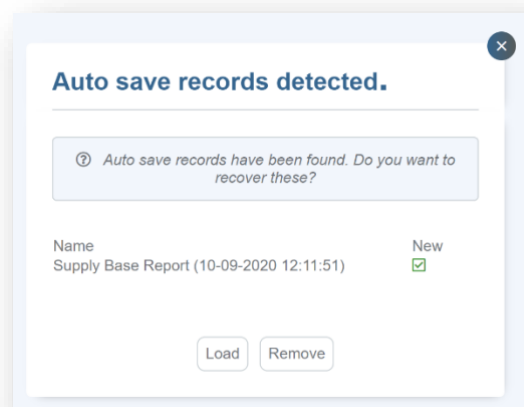 Auto save records detected.
Auto save records have been found. Do you want to
recover these?
Name New
Supply Base Report (10-09-2020 12:11:51)
Load Remove